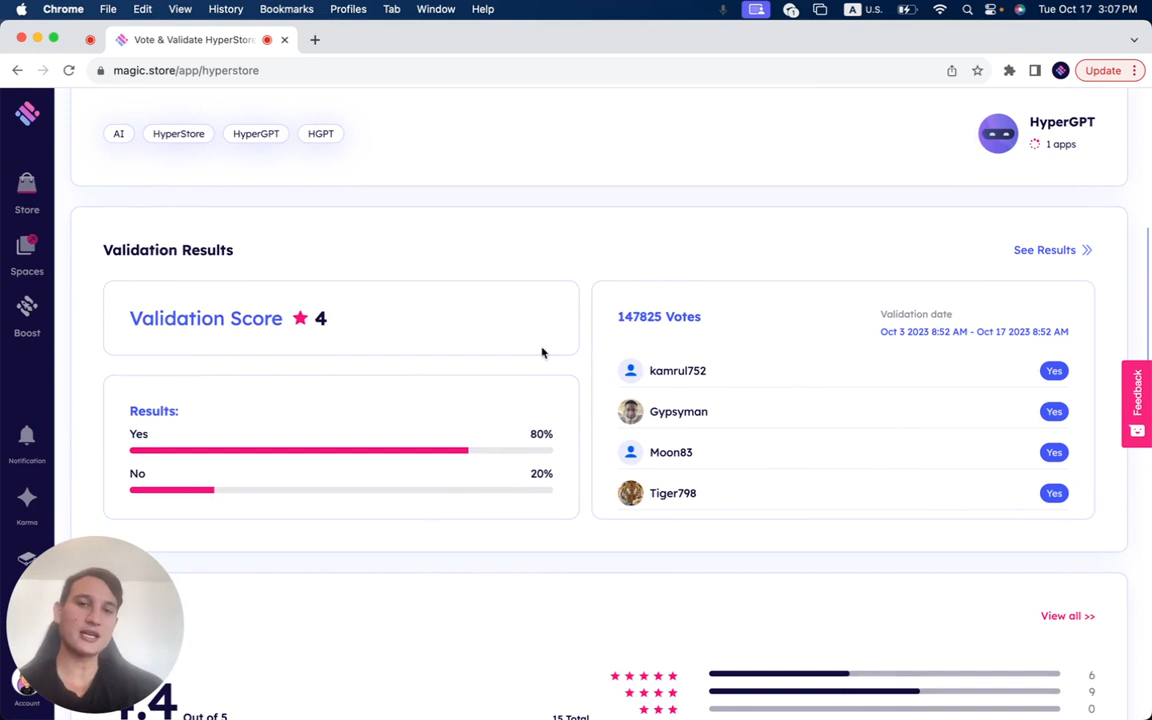 Chrome File Edit View History Bookmarks Profiles Tab Window Help U.S. Tue Oct 17 3:07 PM
Vote & Validate HyperStore
magic.store/app/hyperstore Update
AI HyperStore HyperGPT HGPT
HyperGPT
1 apps
Store
Spaces
Boost
Notification
Karma
Account
Validation Results See Results
Validation Score 4
Results:
Yes 80%
No 20%
147825 Votes
Validation date
Oct 3 2023 8:52 AM - Oct 17 2023 8:52 AM
kamrul752 Yes
Gypsyman Yes
Moon83 Yes
Tiger798 Yes
Feedback
View all >>
.4 Out of 5
15 Total
6
9
0